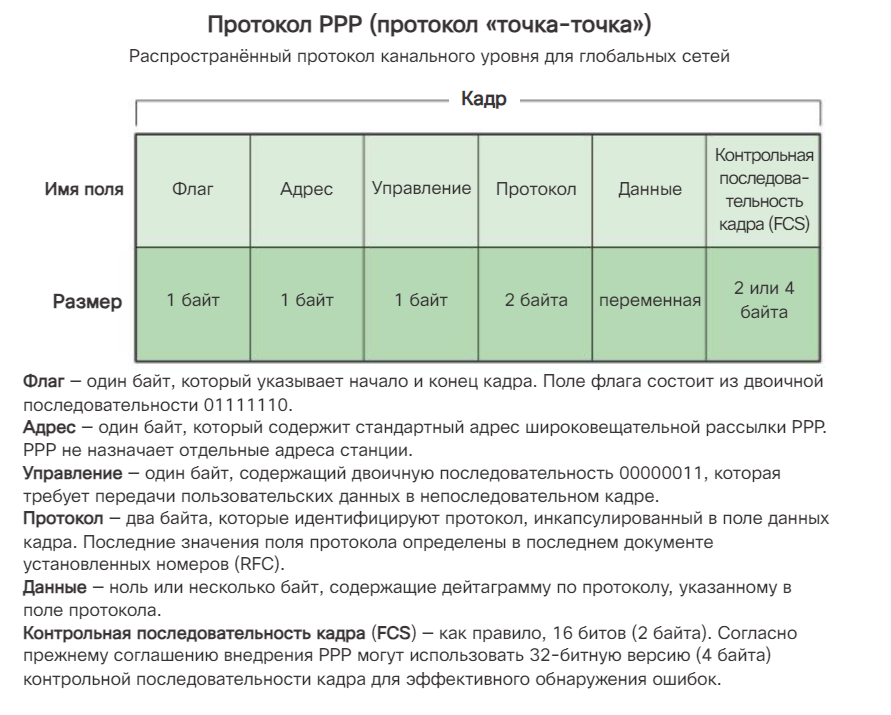 Протокол PPP (протокол «точка-точка»)
Распространённый протокол канального уровня для глобальных сетей
Кадр
Имя поля
Флаг
Адрес
Управление
Протокол
Данные
Контрольная
последова-
тельность
кадра (FCS)
Размер
1 байт
1 байт
1 байт
2 байта
переменная
2 или 4
байта
Флаг – один байт, который указывает начало и конец кадра. Поле флага состоит из двоичной
последовательности 01111110.
Адрес – один байт, который содержит стандартный адрес широковещательной рассылки PPP.
PPP не назначает отдельные адреса станции.
Управление – один байт, содержащий двоичную последовательность 00000011, которая
требует передачи пользовательских данных в непоследовательном кадре.
Протокол – два байта, которые идентифицируют протокол, инкапсулированный в поле данных
кадра. Последние значения поля протокола определены в последнем документе
установленных номеров (RFC).
Данные – ноль или несколько байт, содержащие дейтаграмму по протоколу, указанному в
поле протокола.
Контрольная последовательность кадра (FCS) – как правило, 16 битов (2 байта). Согласно
прежнему соглашению внедрения PPP могут использовать 32-битную версию (4 байта)
контрольной последовательности кадра для эффективного обнаружения ошибок.